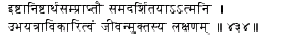 इष्टानिष्टार्थसम्प्राप्तौ समदर्शितयाऽऽत्मनि ।
उभयत्राविकारित्वं जीवन्मुक्तस्य लक्षणम् ॥ ४३४॥